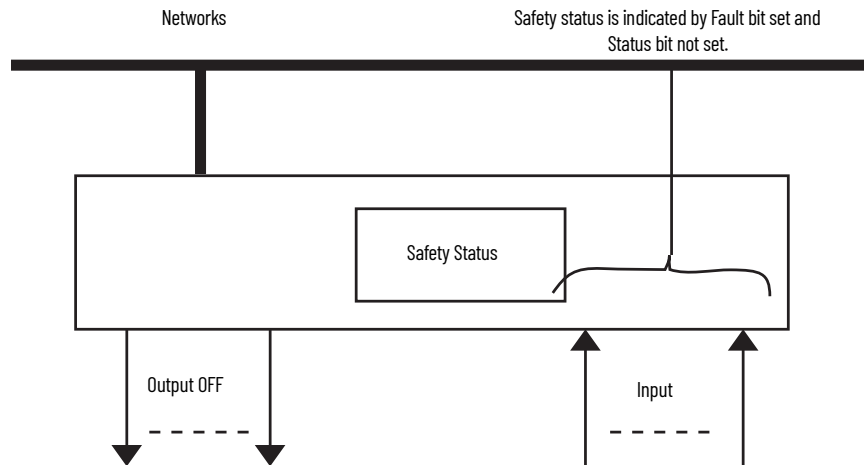 Networks
Safety status is indicated by Fault bit set and
Status bit not set.
Safety Status
Output OFF
Input